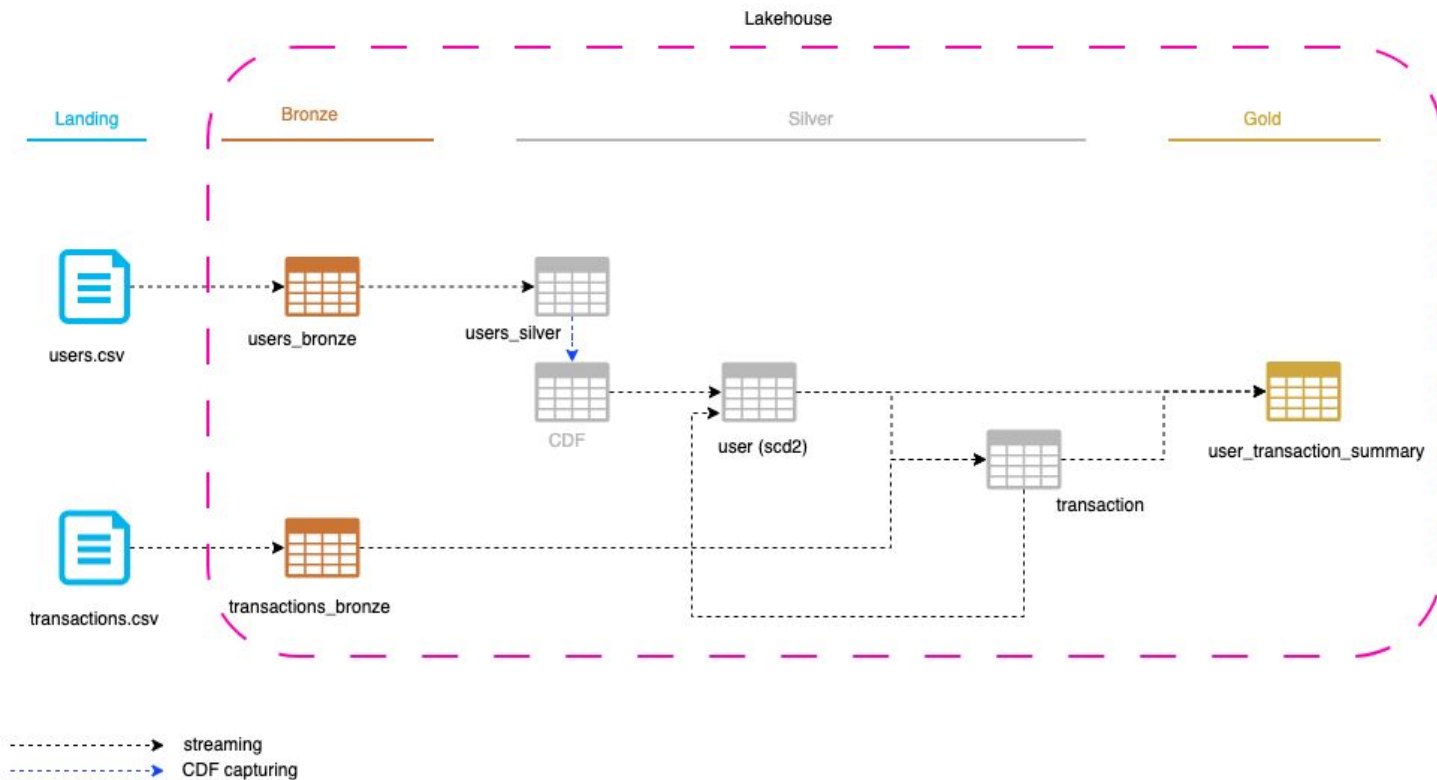 Lakehouse
Landing
Bronze
Silver
Gold
users.csv
users_bronze
users_silver
CDF
user (scd2)
user_transaction_summary
transaction
transactions.csv
transactions_bronze
streaming
CDF capturing